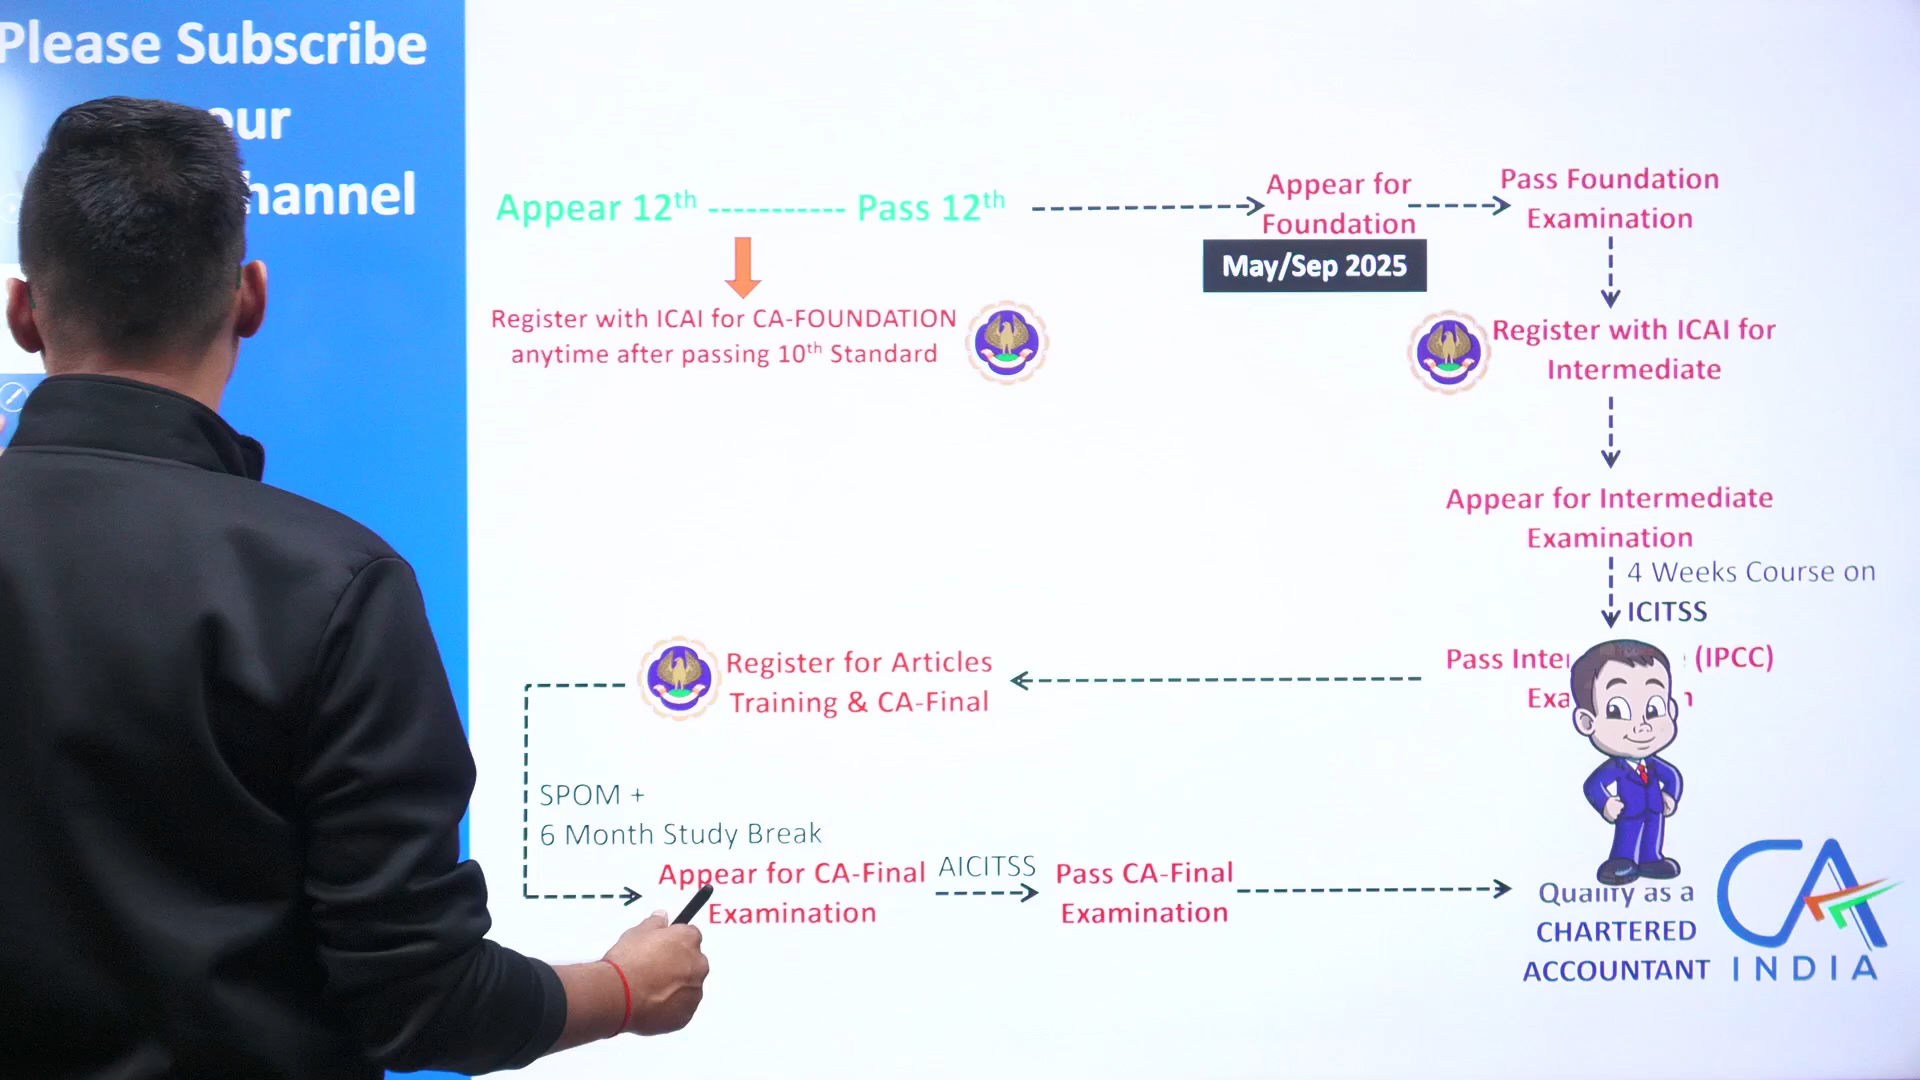 Please Subscribe
hannel
Appear 12th ----------- Pass 12th
Register with ICAI for CA-FOUNDATION
anytime after passing 10th Standard
Appear for
Foundation
May/Sep 2025
Pass Foundation
Examination
Register with ICAI for
Intermediate
Appear for Intermediate
Examination
4 Weeks Course on
ICITSS
Pass (IPCC)
Register for Articles
Training & CA-Final
SPOM +
6 Month Study Break
Appear for CA-Final
Examination
AICITSS
Pass CA-Final
Examination
Qualify as a
CHARTERED
ACCOUNTANT
CA
INDIA